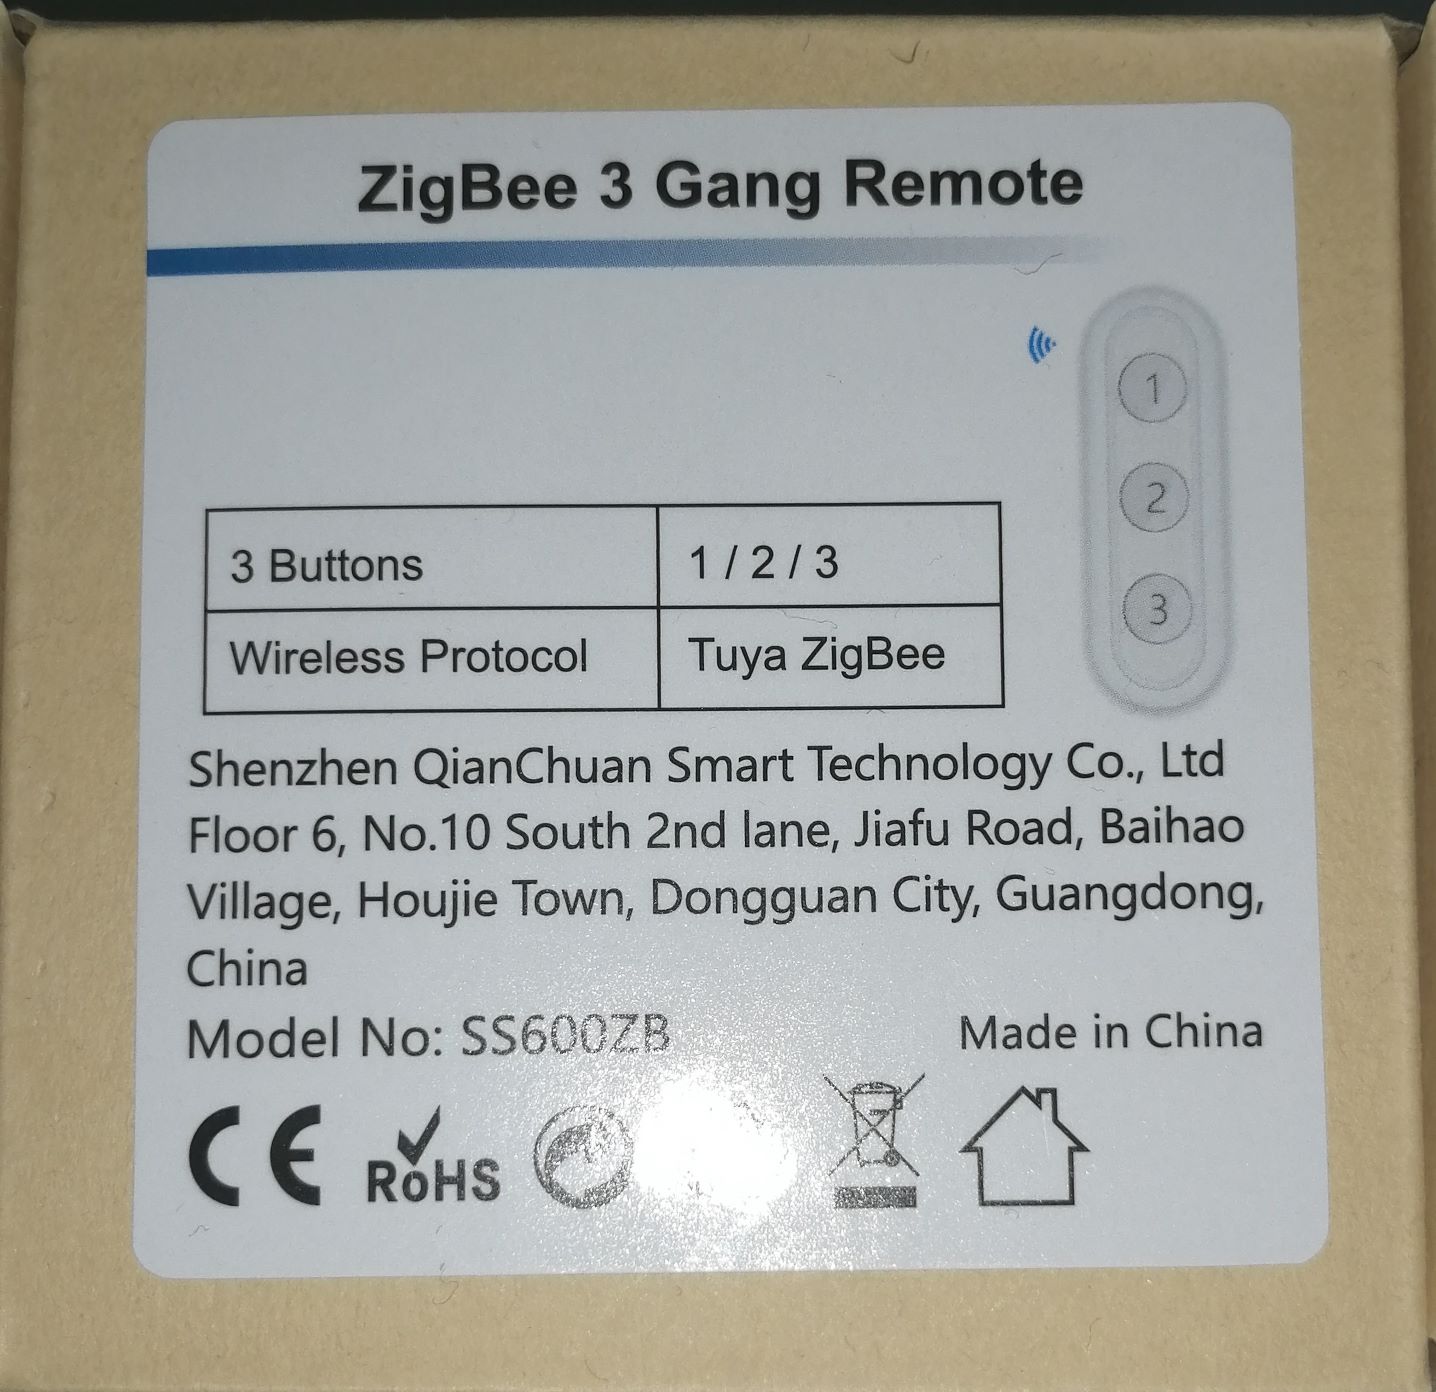 ZigBee 3 Gang Remote
1
2
3
3 Buttons 1 / 2 / 3
Wireless Protocol Tuya ZigBee
Shenzhen QianChuan Smart Technology Co., Ltd
Floor 6, No.10 South 2nd lane, Jiafu Road, Baihao
Village, Houjie Town, Dongguan City, Guangdong,
China
Model No: SS600ZB Made in China
CE RoHS